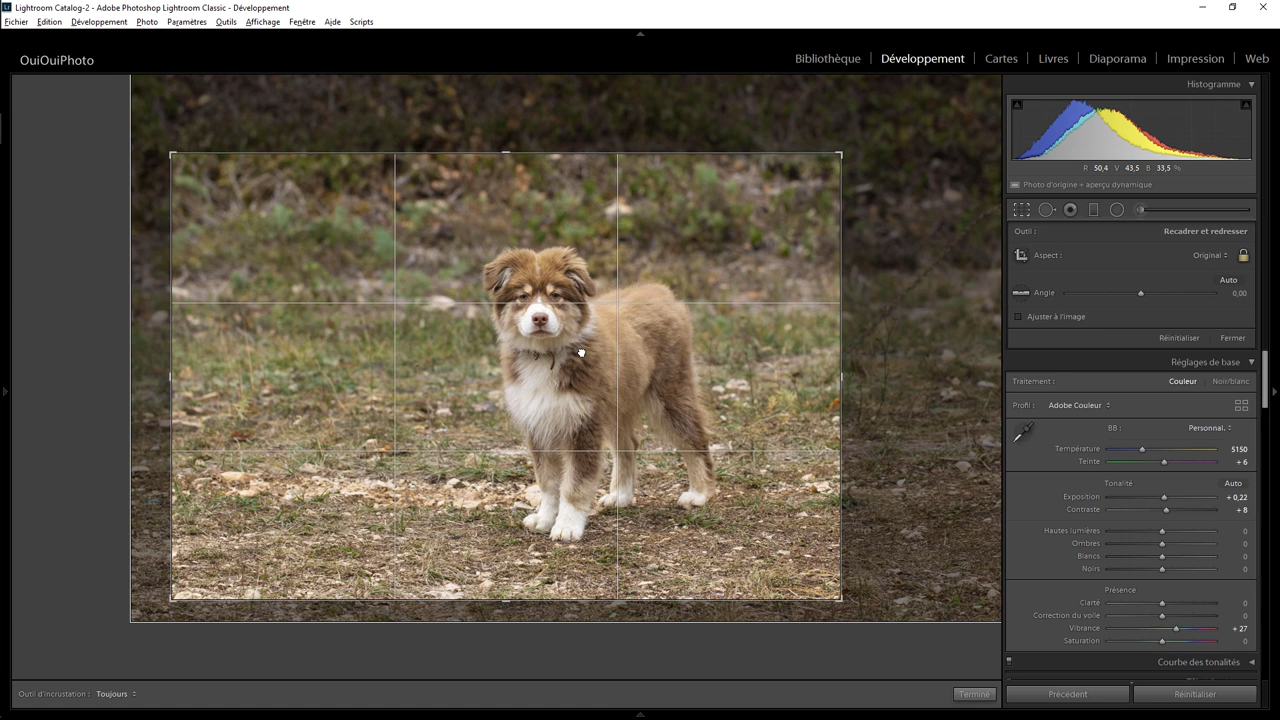 Lightroom Catalog-2 - Adobe Photoshop Lightroom Classic - Développement
Fichier Edition Développement Photo Paramètres Outils Affichage Fenêtre Aide Scripts
OuiOuiPhoto
Bibliothèque | Développement | Cartes | Livres | Diaporama | Impression | Web
Histogramme
R 50,4 V 43,5 B 33,5 %
Photo d'origine + aperçu dynamique
Outil : Recadrer et redresser
Aspect : Original
Auto
Angle 0,00
Ajuster à l'image
Réinitialiser Fermer
Réglages de base
Traitement : Couleur Noir/blanc
Profil : Adobe Couleur
BB : Personnal.
Température 5150
Teinte + 6
Tonalité Auto
Exposition + 0,22
Contraste + 8
Hautes lumières 0
Ombres 0
Blancs 0
Noirs 0
Présence
Clarté 0
Correction du voile 0
Vibrance + 27
Saturation 0
Courbe des tonalités
Outil d'incrustation : Toujours
Terminé
Précédent Réinitialiser